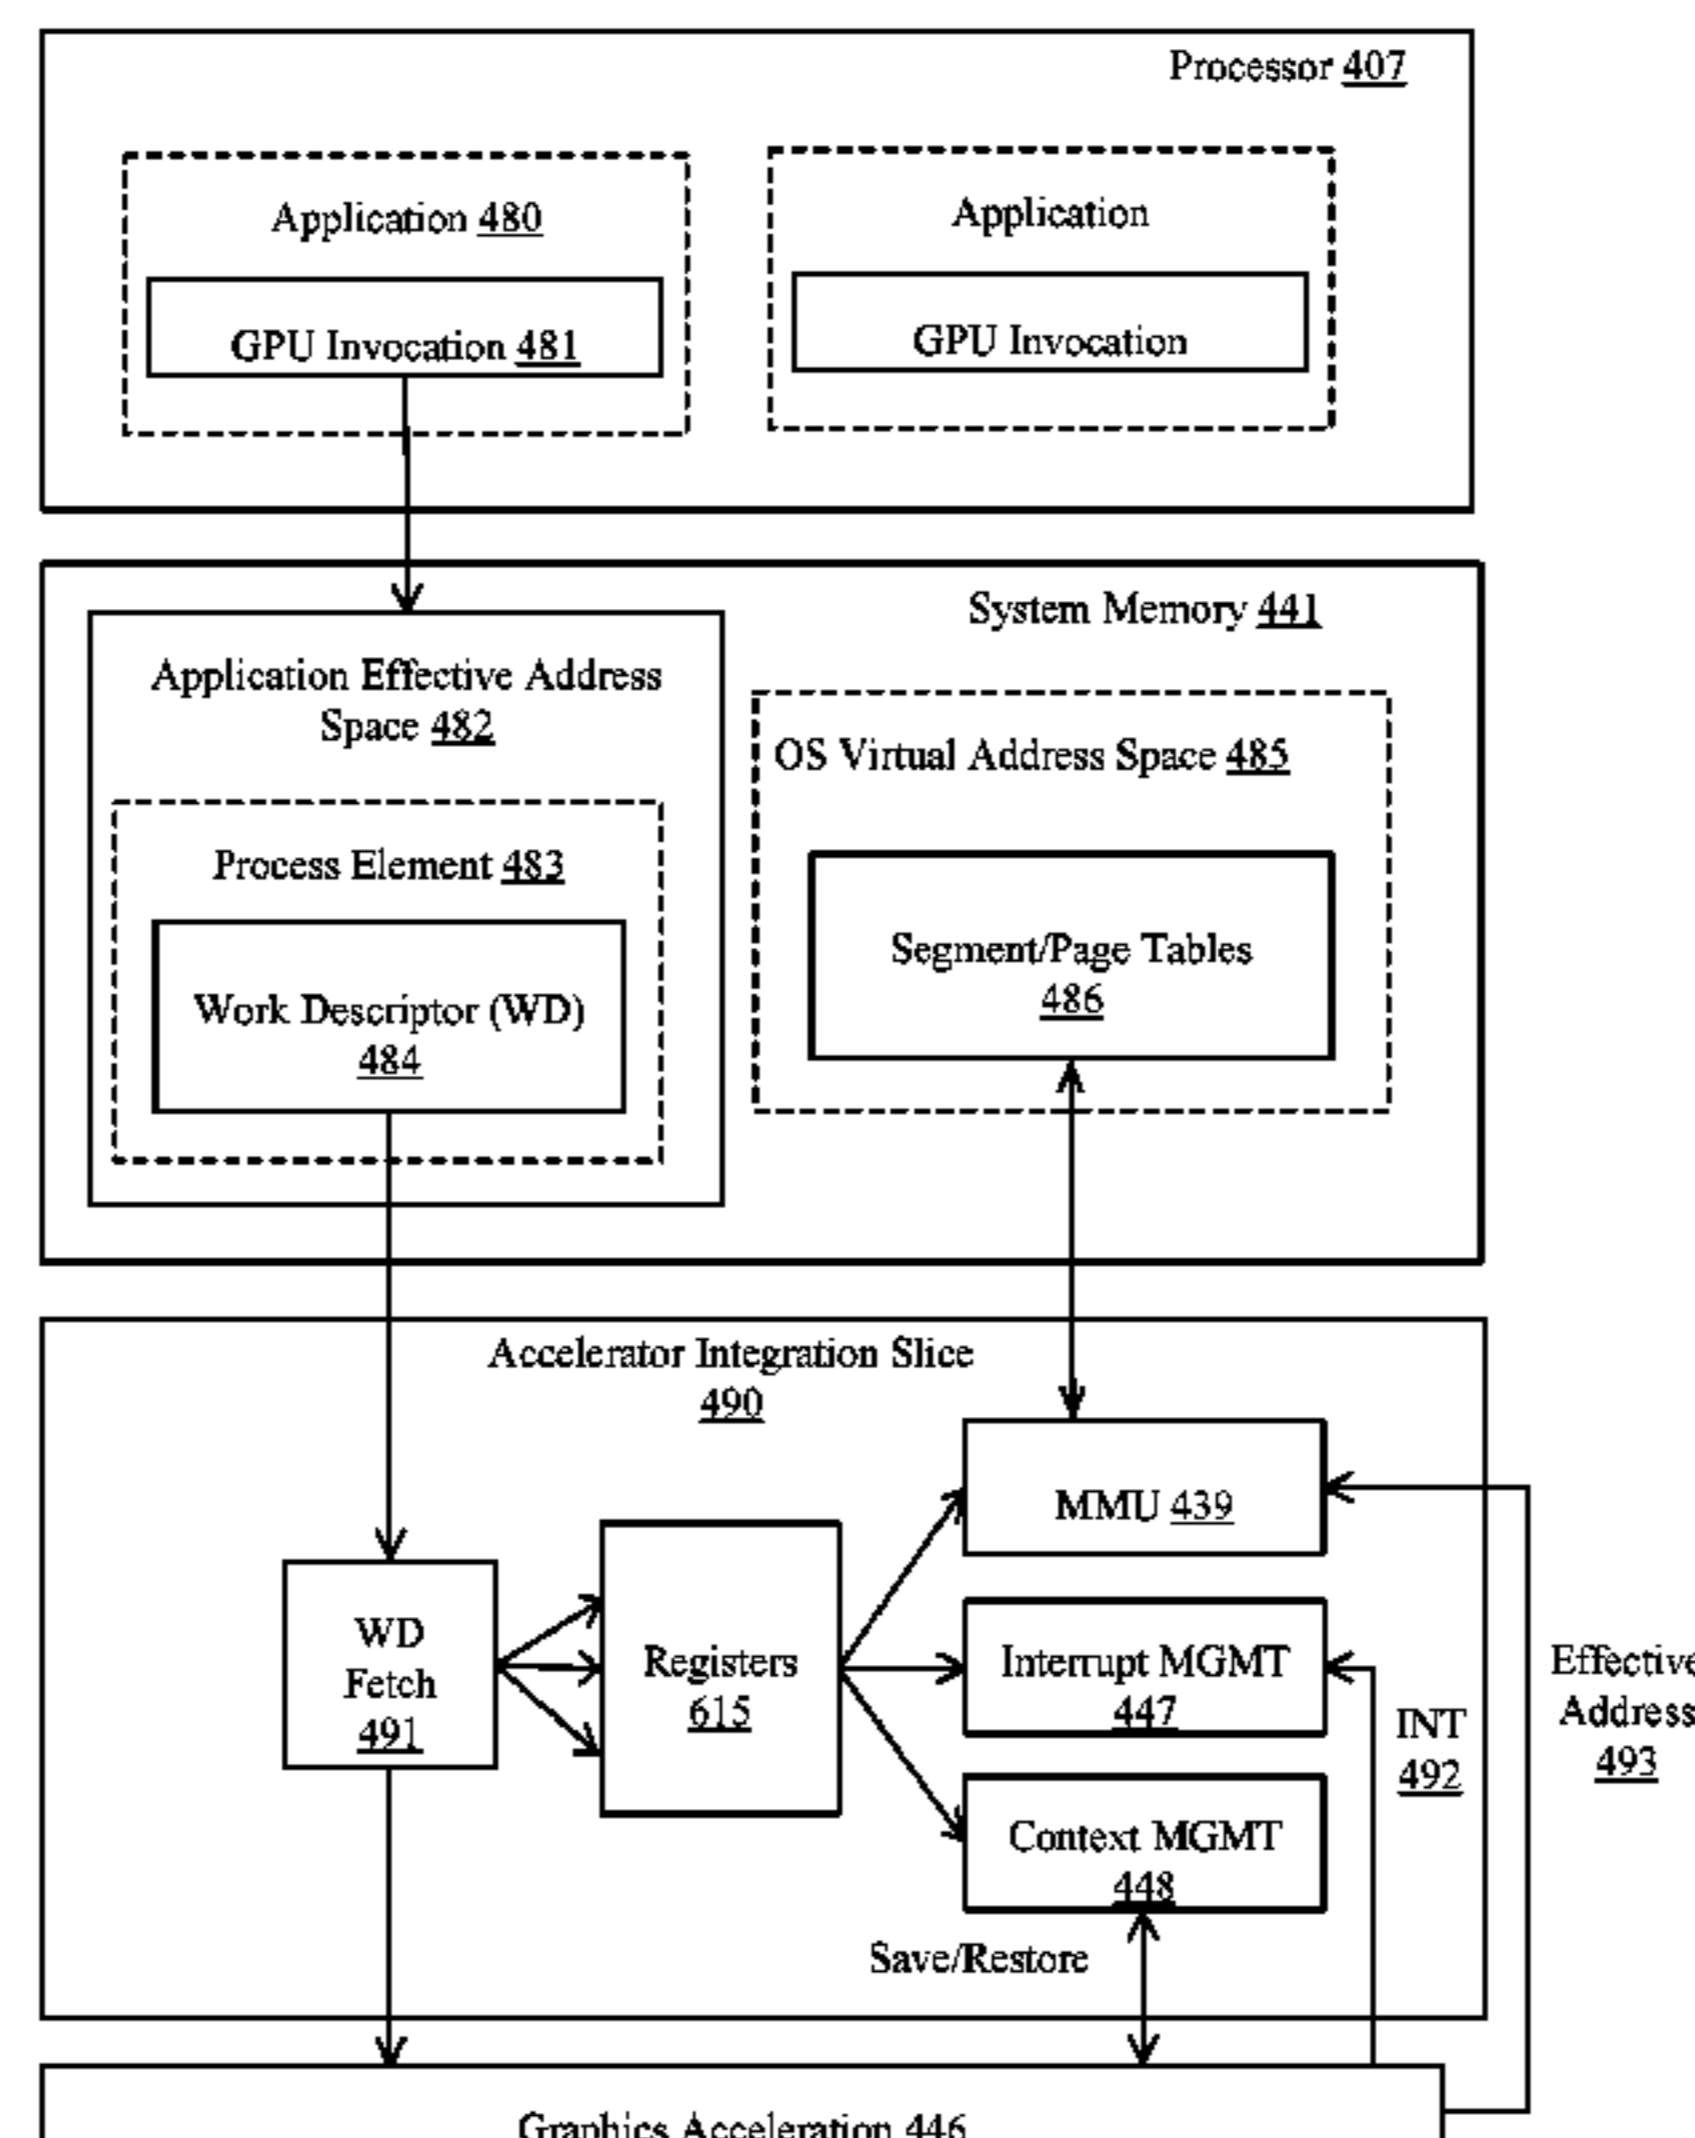 Processor 407
Application 480
GPU Invocation 481
Application
GPU Invocation
System Memory 441
Application Effective Address
Space 482
Process Element 483
Work Descriptor (WD)
484
OS Virtual Address Space 485
Segment/Page Tables
486
Accelerator Integration Slice
490
WD
Fetch
491
Registers
615
MMU 439
Interrupt MGMT
447
Context MGMT
448
Save/Restore
INT
492
Effective
Address
493
Graphics Acceleration 446